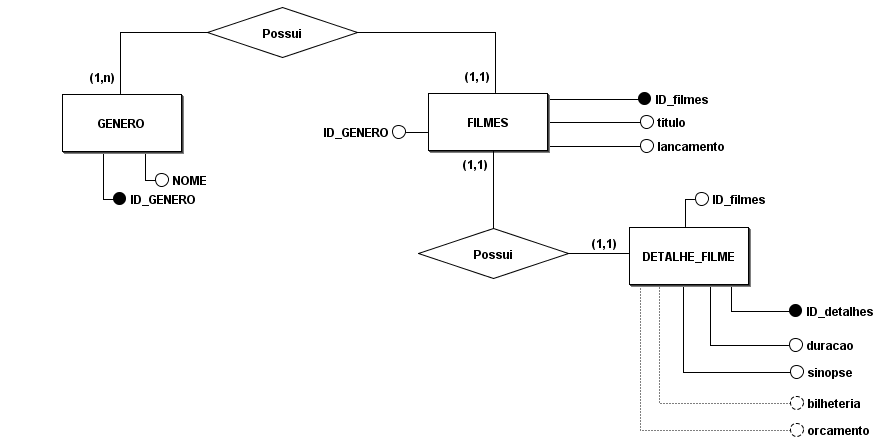 Possui
(1,n)
(1,1)
GENERO
FILMES
ID_filmes
titulo
lancamento
ID_GENERO
(1,1)
NOME
ID_GENERO
ID_filmes
Possui
(1,1)
DETALHE_FILME
ID_detalhes
duracao
sinopse
bilheteria
orcamento